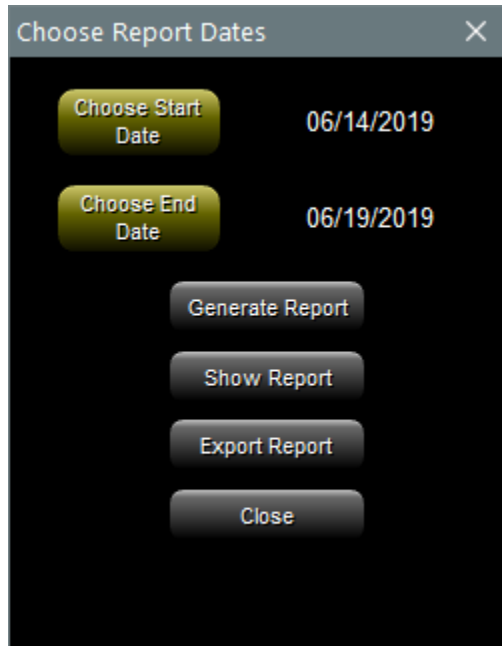 Choose Report Dates
Choose Start
Date
06/14/2019
Choose End
Date
06/19/2019
Generate Report
Show Report
Export Report
Close